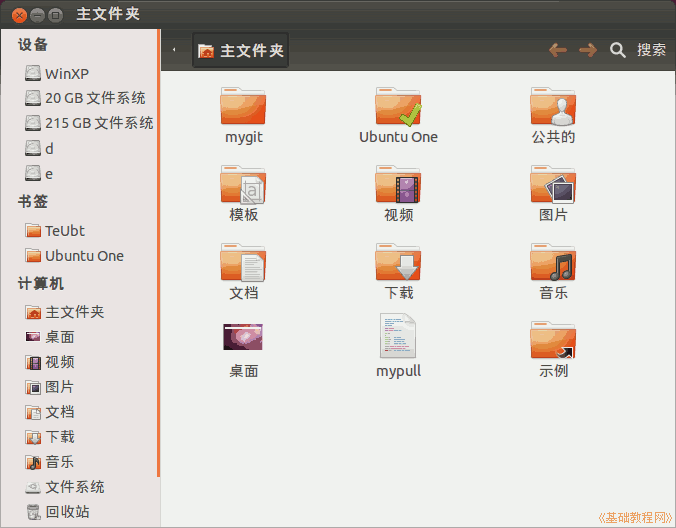 主文件夹
设备
WinXP
20 GB 文件系统
215 GB 文件系统
d
e
书签
TeUbt
Ubuntu One
计算机
主文件夹
桌面
视频
图片
文档
下载
音乐
文件系统
回收站
主文件夹
搜索
mygit
Ubuntu One
公共的
模板
视频
图片
文档
下载
音乐
桌面
mypull
示例
《基础教程网》